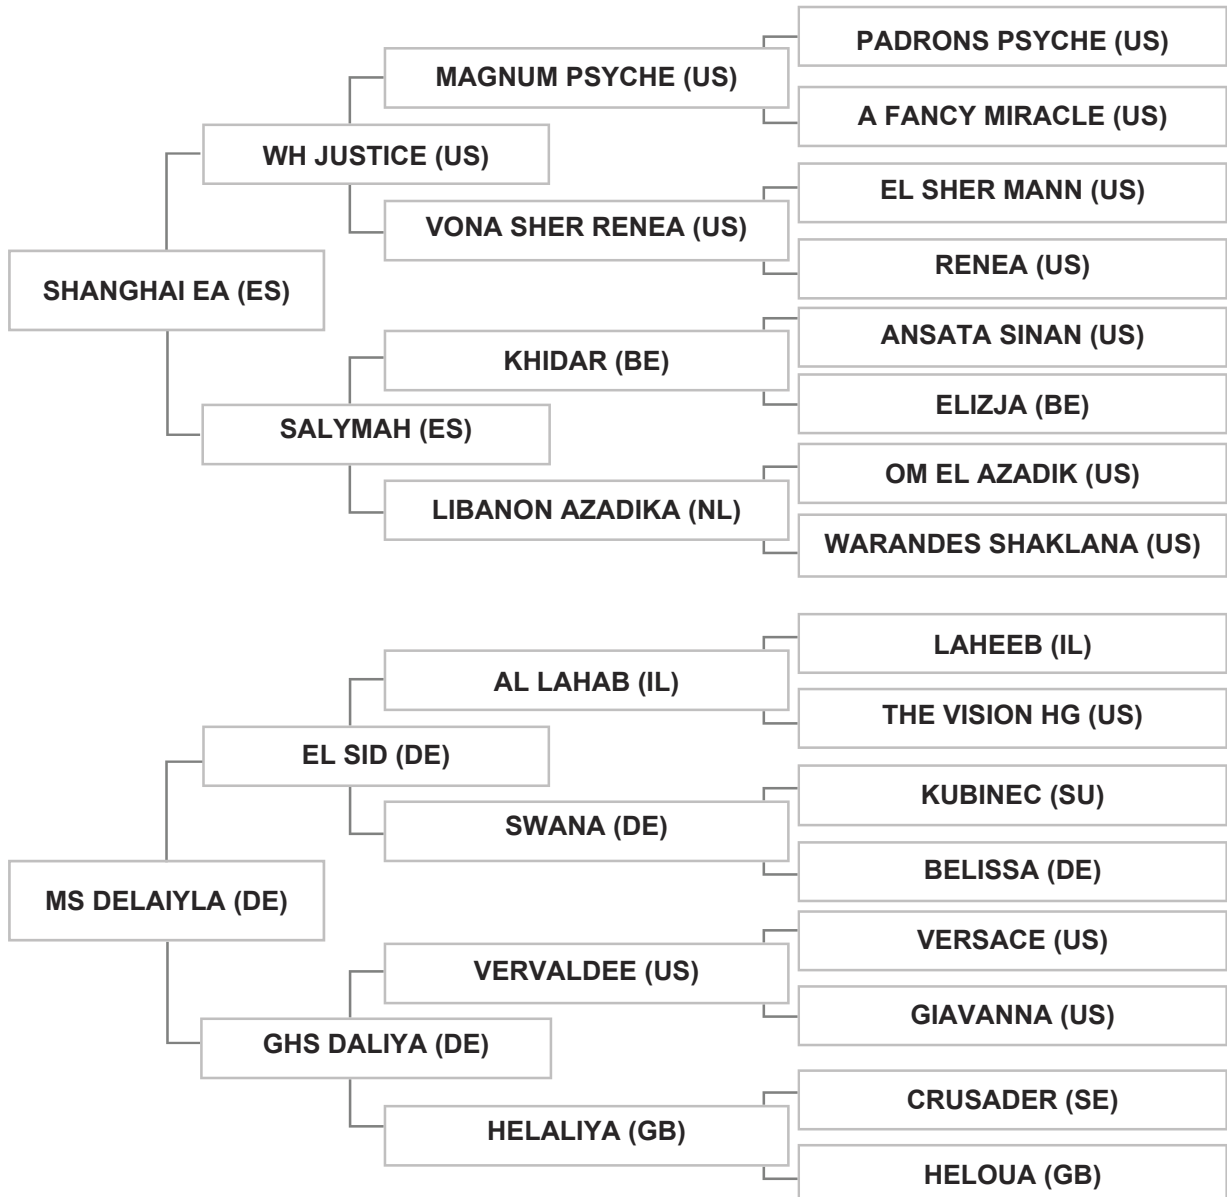 PADRONS PSYCHE (US)
MAGNUM PSYCHE (US)
A FANCY MIRACLE (US)
WH JUSTICE (US)
EL SHER MANN (US)
VONA SHER RENEA (US)
RENEA (US)
SHANGHAI EA (ES)
ANSATA SINAN (US)
KHIDAR (BE)
ELIZJA (BE)
SALYMAH (ES)
OM EL AZADIK (US)
LIBANON AZADIKA (NL)
WARANDES SHAKLANA (US)
LAHEEB (IL)
AL LAHAB (IL)
THE VISION HG (US)
EL SID (DE)
KUBINEC (SU)
SWANA (DE)
BELISSA (DE)
MS DELAIYLA (DE)
VERSACE (US)
VERVALDEE (US)
GIAVANNA (US)
GHS DALIYA (DE)
CRUSADER (SE)
HELALIYA (GB)
HELOUA (GB)